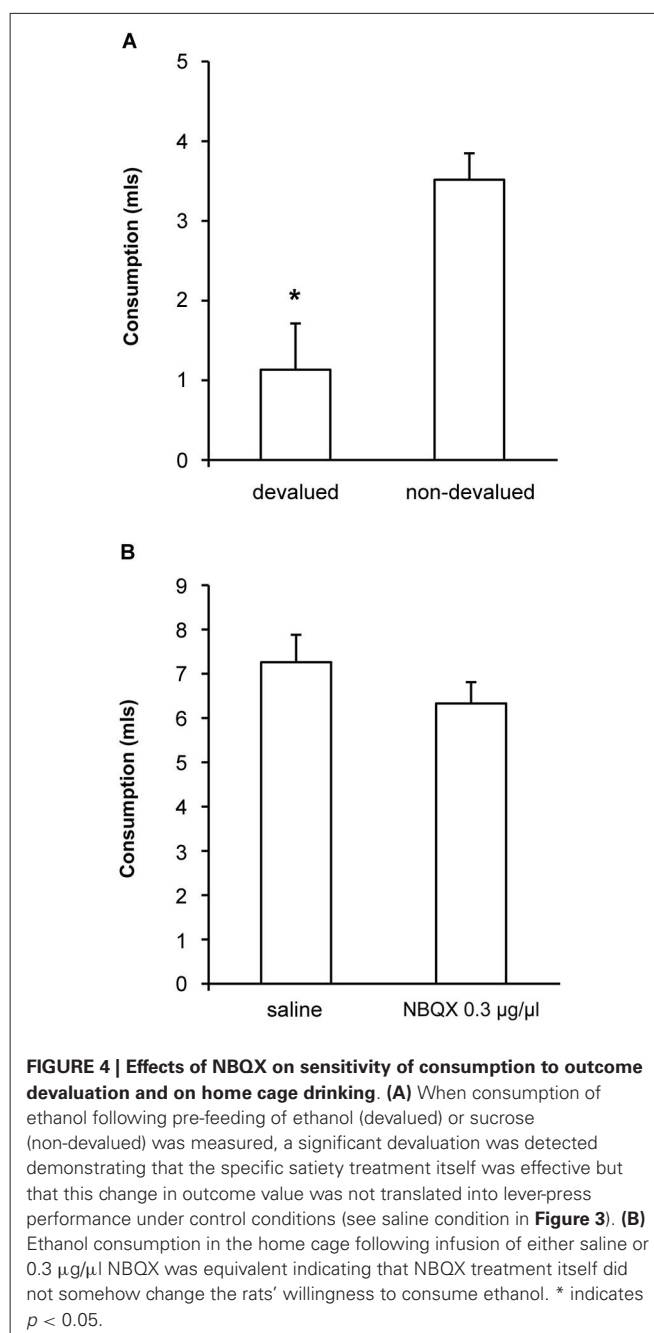 A
Consumption (mls)
5
4
3
2
1
0
*
devalued
non-devalued
B
Consumption (mls)
9
8
7
6
5
4
3
2
1
0
saline
NBQX 0.3 µg/µl
FIGURE 4 | Effects of NBQX on sensitivity of consumption to outcome
devaluation and on home cage drinking. (A) When consumption of
ethanol following pre-feeding of ethanol (devalued) or sucrose
(non-devalued) was measured, a significant devaluation was detected
demonstrating that the specific satiety treatment itself was effective but
that this change in outcome value was not translated into lever-press
performance under control conditions (see saline condition in Figure 3). (B)
Ethanol consumption in the home cage following infusion of either saline or
0.3 µg/µl NBQX was equivalent indicating that NBQX treatment itself did
not somehow change the rats’ willingness to consume ethanol. * indicates
p < 0.05.